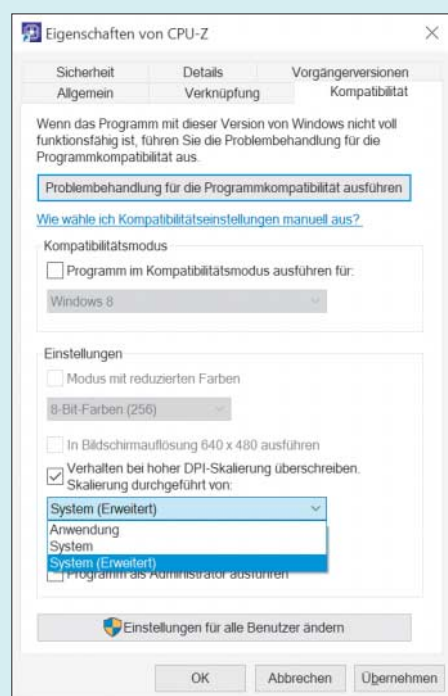 Eigenschaften von CPU-Z
Sicherheit Details Vorgängerversionen
Allgemein Verknüpfung Kompatibilität
Wenn das Programm mit dieser Version von Windows nicht voll
funktionsfähig ist, führen Sie die Problembehandlung für die
Programmkompatibilität aus.
Problembehandlung für die Programmkompatibilität ausführen
Wie wähle ich Kompatibilitätseinstellungen manuell aus?
Kompatibilitätsmodus
Programm im Kompatibilitätsmodus ausführen für:
Windows 8
Einstellungen
Modus mit reduzierten Farben
8-Bit-Farben (256)
In Bildschirmauflösung 640 x 480 ausführen
Verhalten bei hoher DPI-Skalierung überschreiben.
Skalierung durchgeführt von:
System (Erweitert)
Anwendung
System
System (Erweitert)
Programm als Administrator ausführen
Einstellungen für alle Benutzer ändern
OK Abbrechen Übernehmen